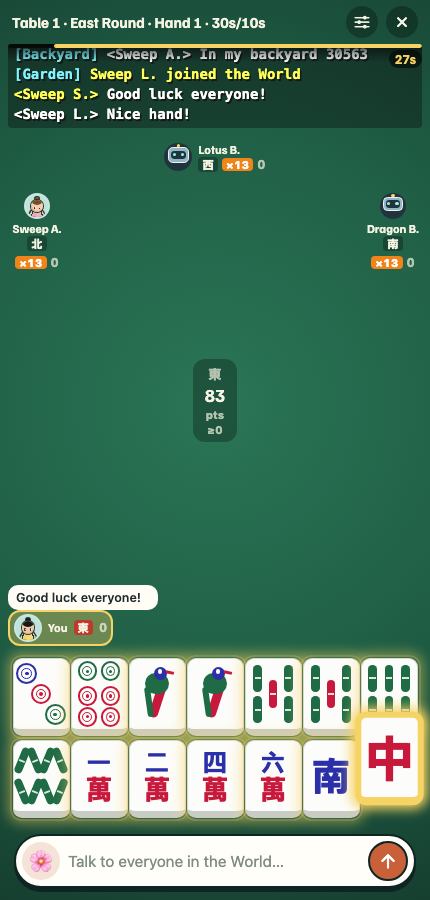 Table 1 · East Round · Hand 1 · 30s/10s
[Backyard] <Sweep A.> In my backyard 30563
27s
[Garden] Sweep L. joined the World
<Sweep S.> Good luck everyone!
<Sweep L.> Nice hand!
Lotus B.
西 ×13 0
Sweep A.
北
×13 0
Dragon B.
南
×13 0
東
83
pts
≥0
Good luck everyone!
You 東 0
一萬 二萬 四萬 六萬 南 中
Talk to everyone in the World...